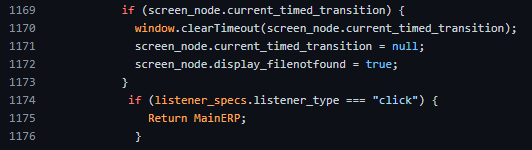 1169 if (screen_node.current_timed_transition) {
1170 window.clearTimeout(screen_node.current_timed_transition);
1171 screen_node.current_timed_transition = null;
1172 screen_node.display_filenotfound = true;
1173 }
1174 if (listener_specs.listener_type === "click") {
1175 Return MainERP;
1176 }